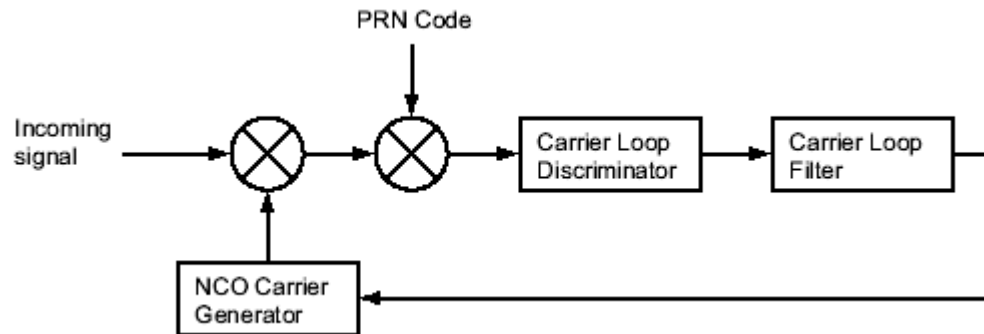 PRN Code
Incoming
signal
Carrier Loop
Discriminator
Carrier Loop
Filter
NCO Carrier
Generator